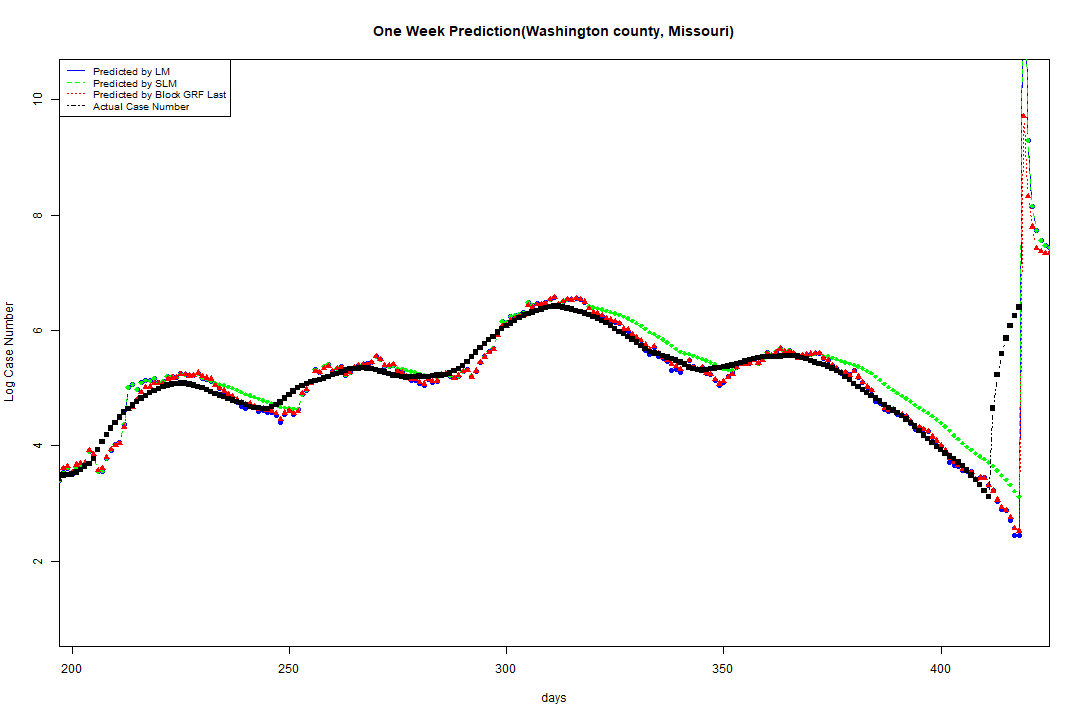 One Week Prediction(Washington county, Missouri)
Predicted by LM
Predicted by SLM
Predicted by Block GRF Last
Actual Case Number
Log Case Number
10
8
6
4
2
200 250 300 350 400
days